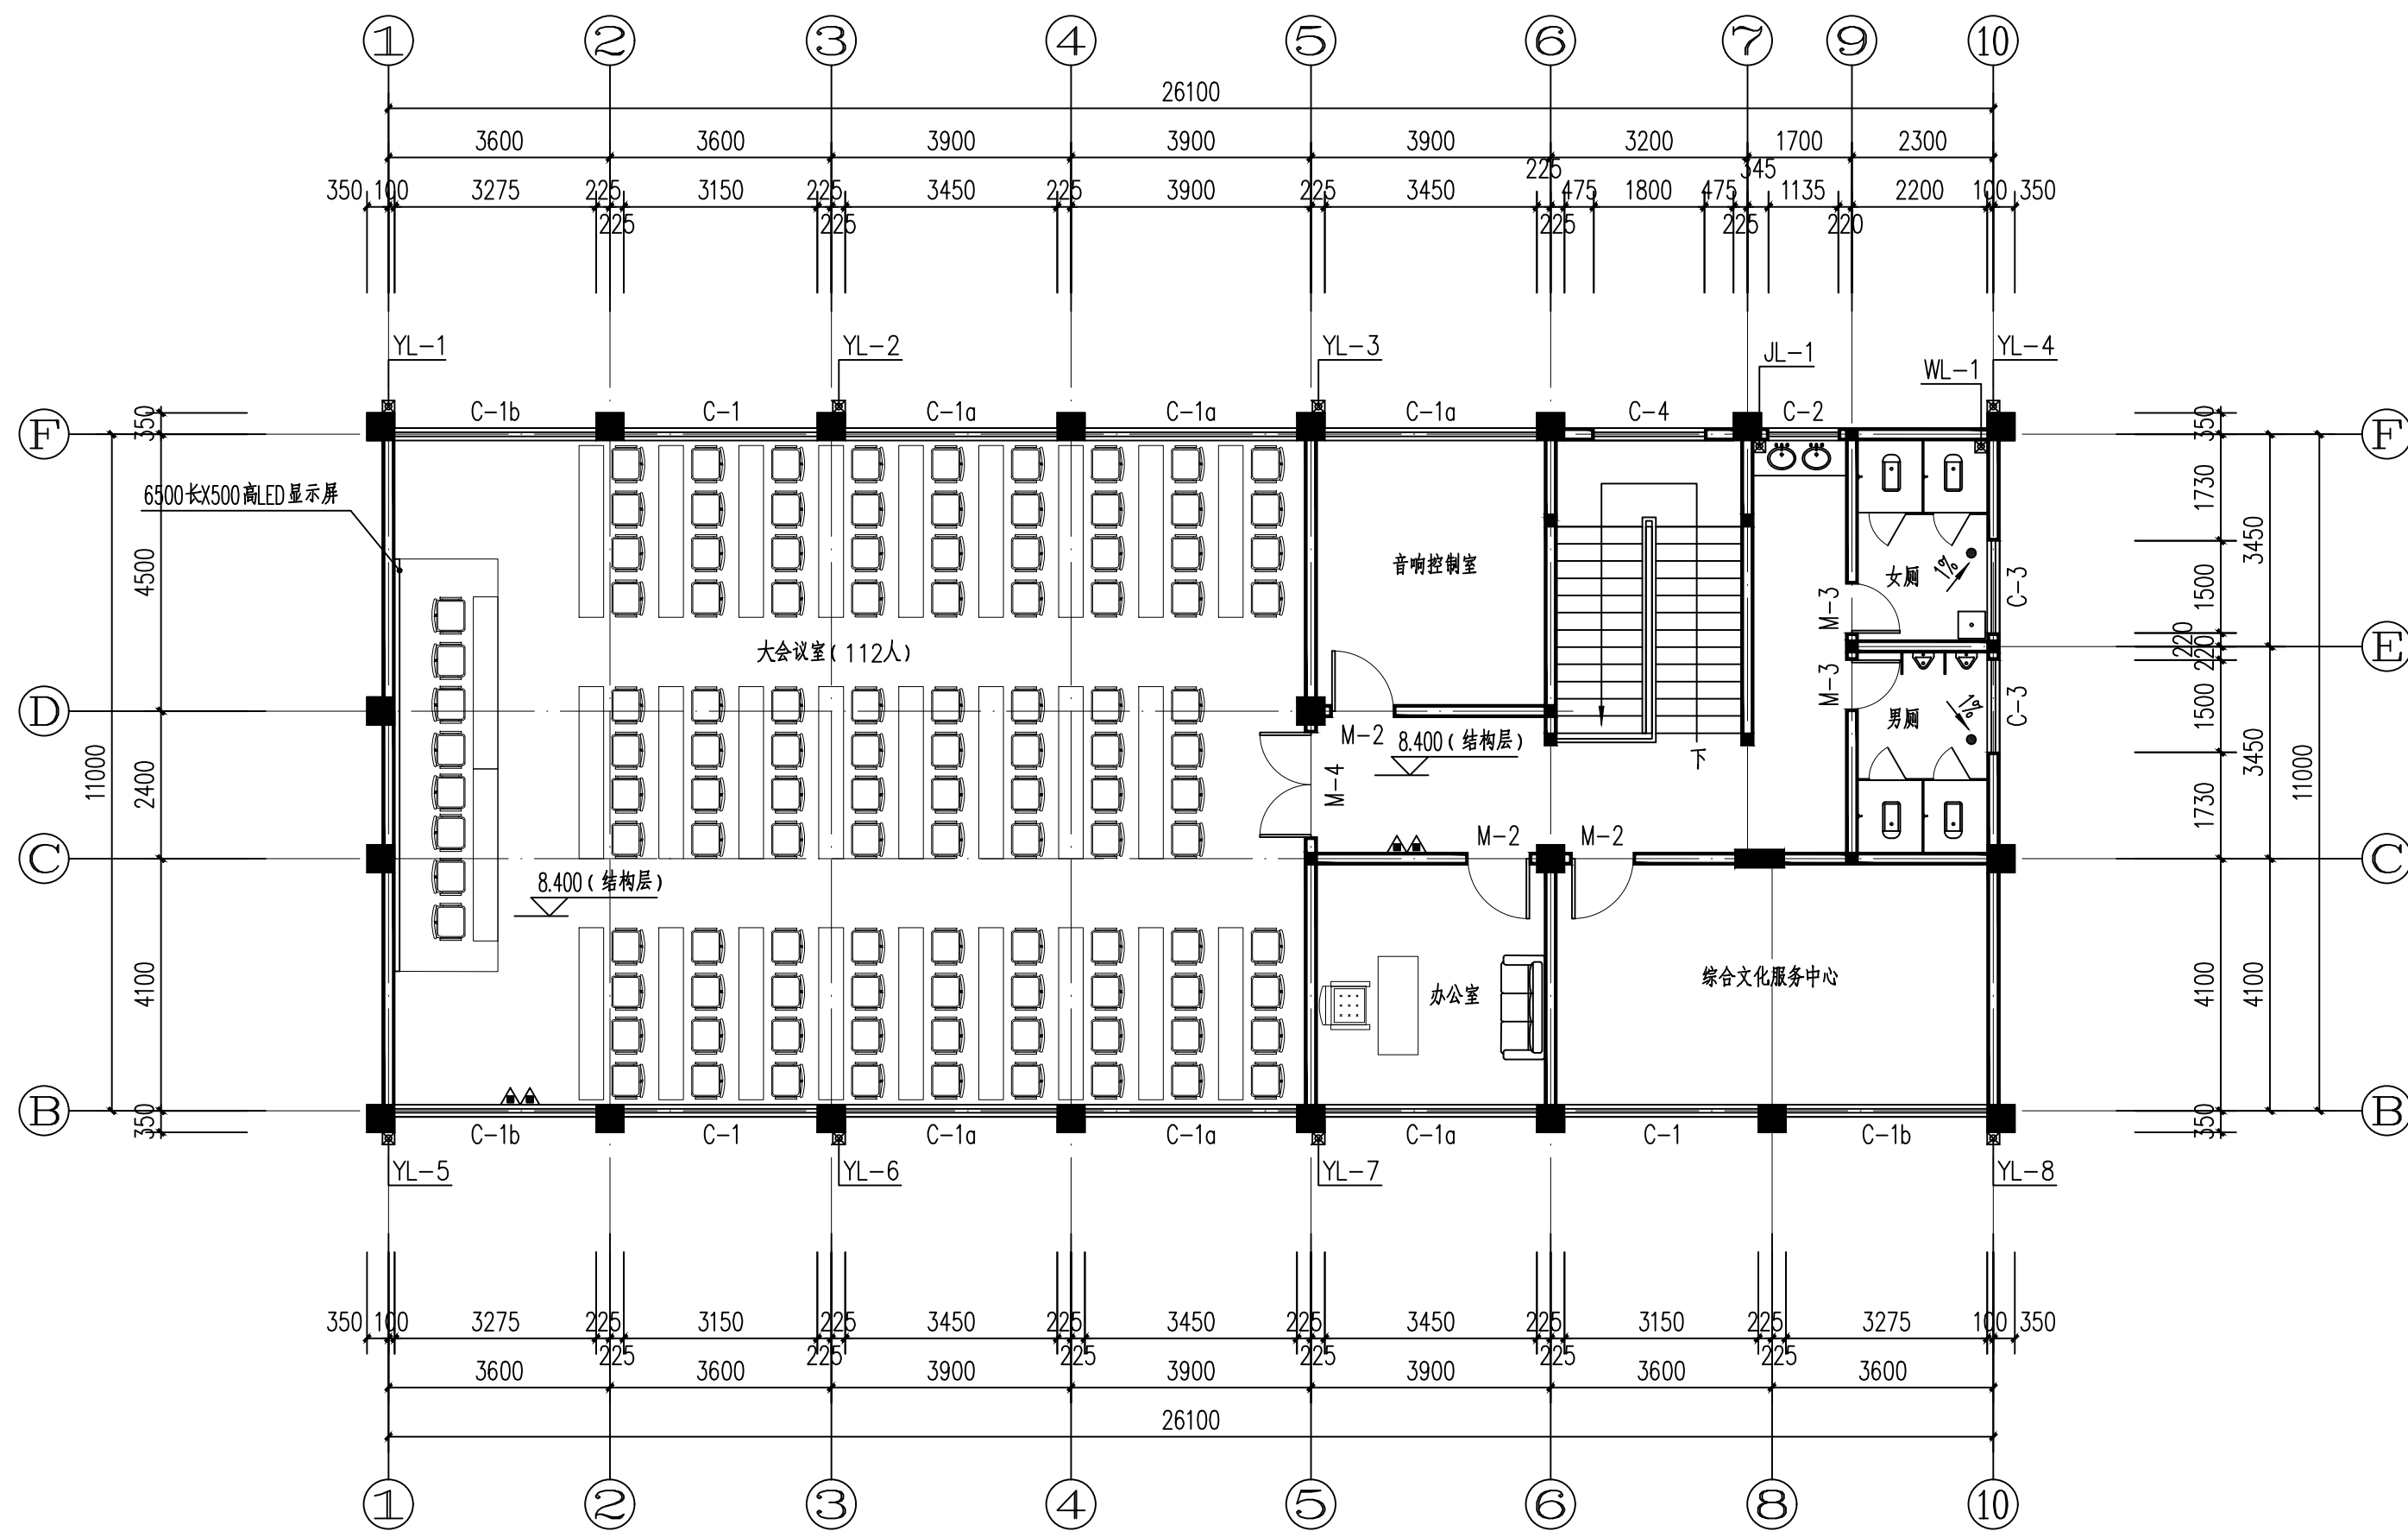 1 2 3 4 5 6 7 9 10
26100
3600 3600 3900 3900 3900 3200 1700 2300
225 345
350 100 3275 225 3150 225 3450 225 3900 225 3450 475 1800 475 1135 2200 100 350
225 225 225 225 220
YL-1 YL-2 YL-3 JL-1 WL-1 YL-4
C-1b C-1 C-1a C-1a C-1a C-4 C-2
F F
350 350
6500长X500高LED显示屏
1730
3450
4500
音响控制室
女厕 1%
1500
C-3
M-3
大会议室(112人)
220
220
E
D
M-3
男厕 1%
1500
C-3
M-2 8.400(结构层)
下
M-4
11000
2400
3450
11000
1730
M-2 M-2
C C
8.400(结构层)
4100
办公室
综合文化服务中心
4100
4100
B B
350 350
C-1b C-1 C-1a C-1a C-1a C-1 C-1b
YL-5 YL-6 YL-7 YL-8
350 100 3275 225 3150 225 3450 225 3450 225 3450 225 3150 225 3275 100 350
225 225 225 225 225 225
3600 3600 3900 3900 3900 3600 3600
26100
1 2 3 4 5 6 8 10